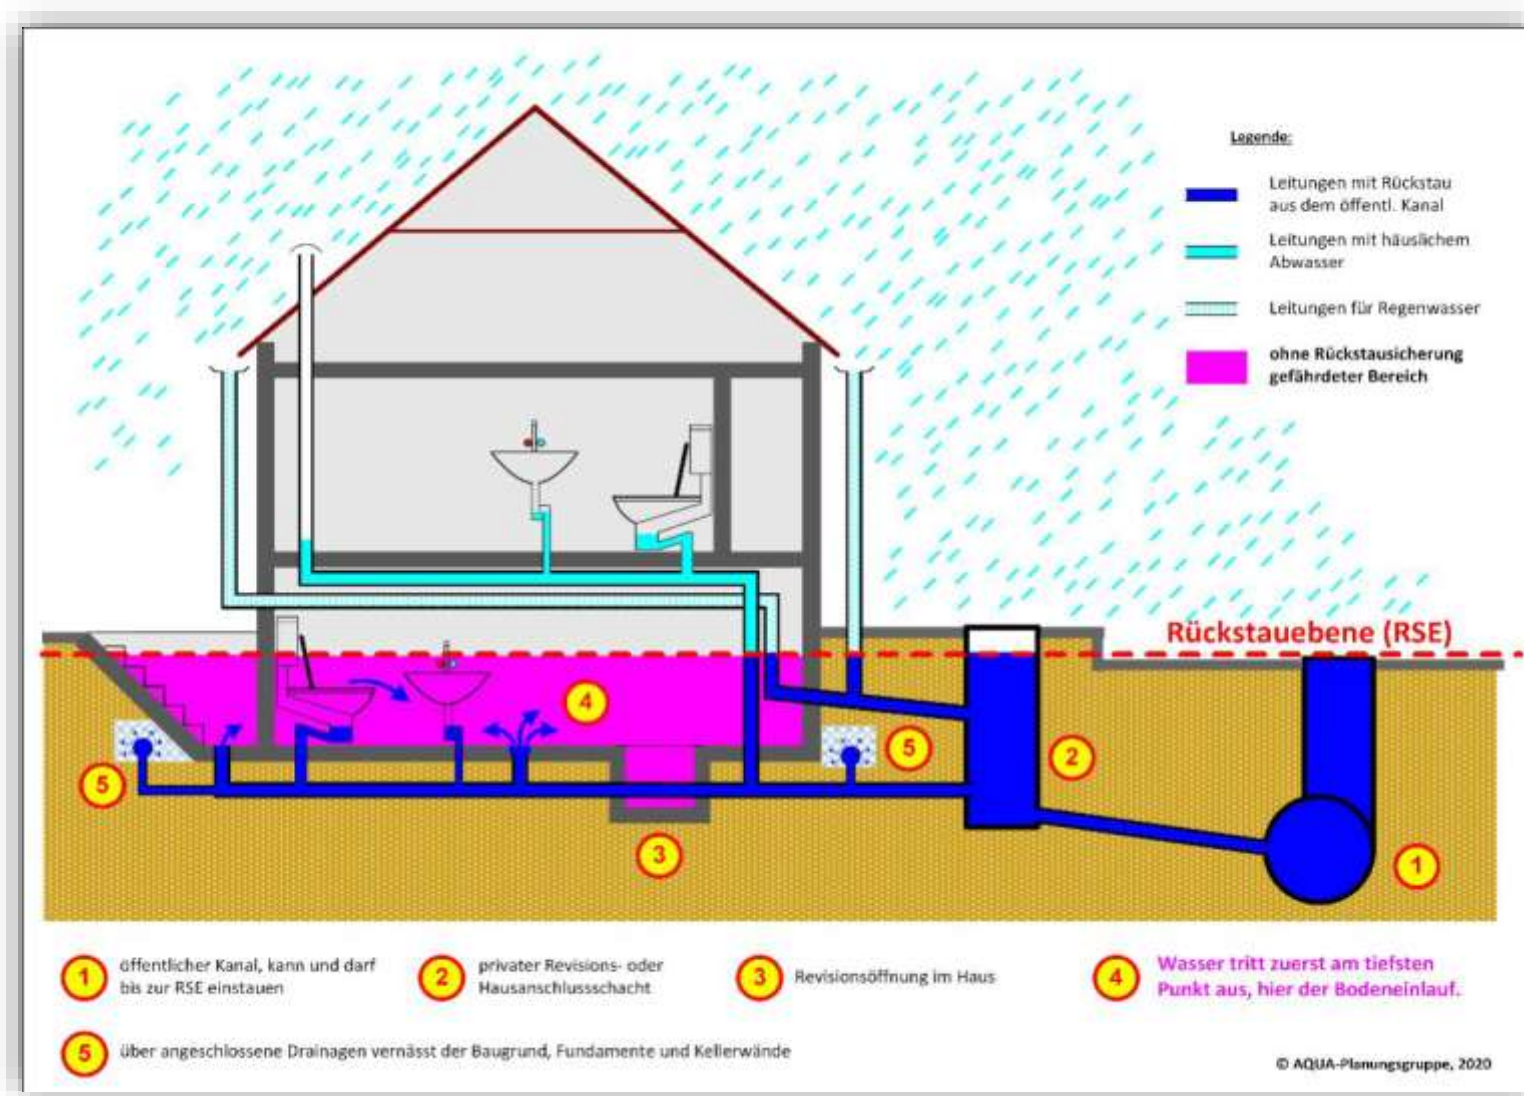 Legende:
Leitungen mit Rückstau
aus dem öffentl. Kanal
Leitungen mit häuslichem
Abwasser
Leitungen für Regenwasser
ohne Rückstausicherung
gefährdeter Bereich
Rückstauebene (RSE)
4
5
5
2
3
1
1
öffentlicher Kanal, kann und darf
bis zur RSE einstauen
2
privater Revisions- oder
Hausanschlussschacht
3
Revisionsöffnung im Haus
4
Wasser tritt zuerst am tiefsten
Punkt aus, hier der Bodeneinlauf.
5
über angeschlossene Drainagen vernässt der Baugrund, Fundamente und Kellerwände
© AQUA-Planungsgruppe, 2020